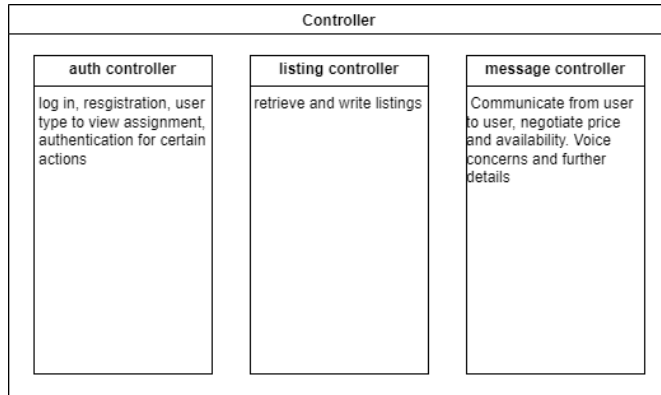 Controller
auth controller
log in, resgistration, user
type to view assignment,
authentication for certain
actions
listing controller
retrieve and write listings
message controller
Communicate from user
to user, negotiate price
and availability. Voice
concerns and further
details